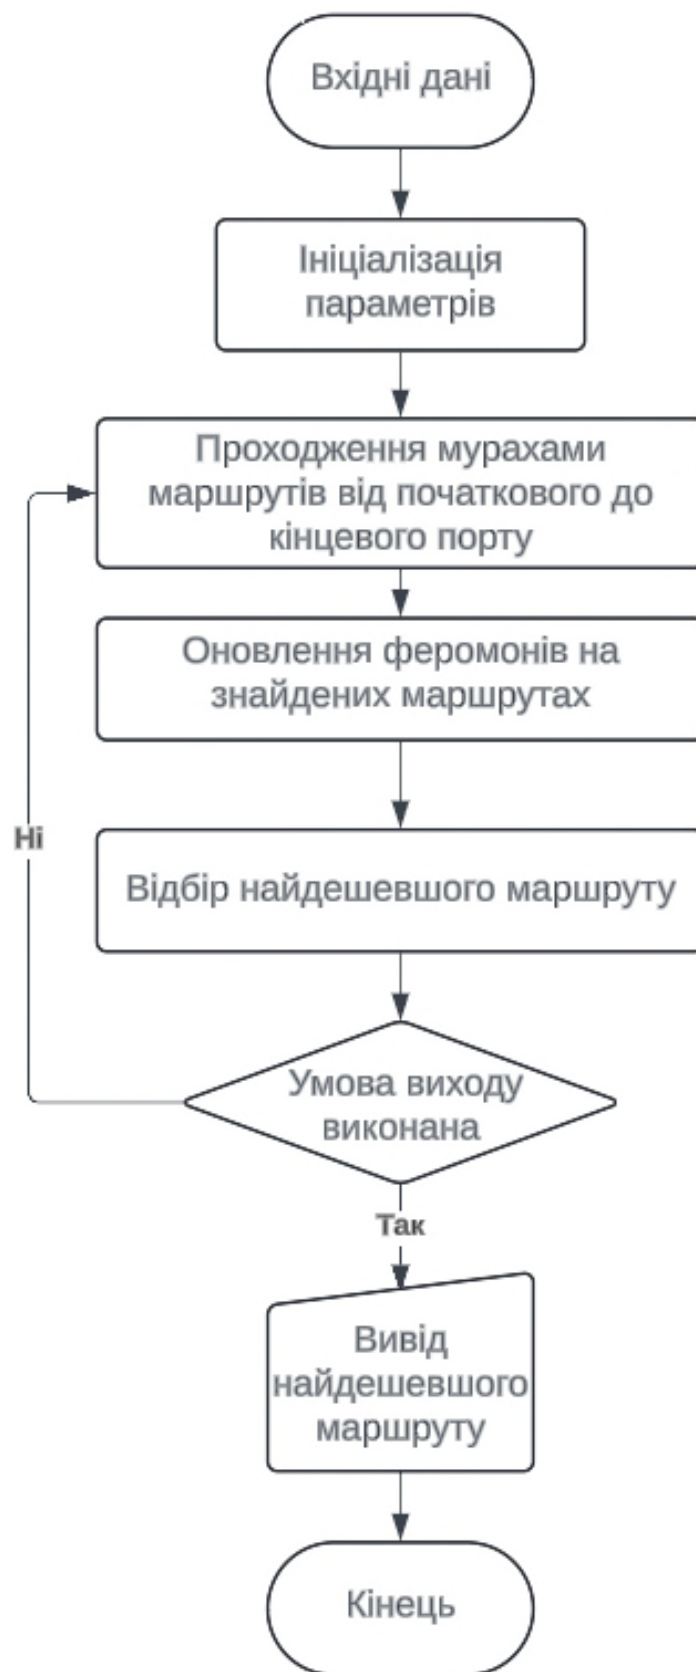 Вхідні дані
Ініціалізація
параметрів
Проходження мурахами
маршрутів від початкового до
кінцевого порту
Оновлення феромонів на
знайдених маршрутах
Ні
Відбір найдешевшого маршруту
Умова виходу
виконана
Так
Вивід
найдешевшого
маршруту
Кінець